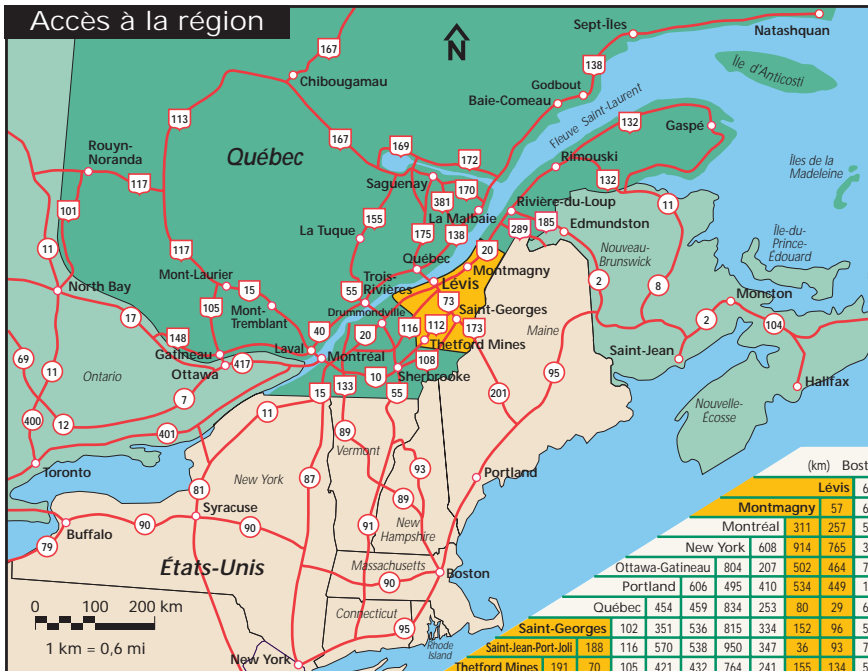 Accès à la région
N
Sept-Îles
Natashquan
167
138
Île d'Anticosti
Chibougamau
Godbout
Baie-Comeau
Fleuve Saint-Laurent
113
167
169
172
132
Gaspé
Rouyn-
Noranda
Québec
Rimouski
132
Îles de la
Madeleine
117
Saguenay
170
381
101
155
La Malbaie
Rivière-du-Loup
11
185
Edmundston
La Tuque
175
138
289
Île-du-
Prince-
Édouard
11
117
Québec
20
Nouveau-
Brunswick
Mont-Laurier
Montmagny
2
8
North Bay
15
Trois-
Rivières
Lévis
Moncton
105
55
73
Mont-
Tremblant
Drummondville
Saint-Georges
17
148
40
20
116
112
173
Maine
2
104
69
Laval
Thetford Mines
Saint-Jean
11
Gatineau
417
Montréal
108
Ottawa
Sherbrooke
95
Ontario
10
Halifax
7
15
133
55
201
400
12
11
Nouvelle-
Écosse
401
89
Vermont
Toronto
93
(km) Bost
New York
87
Portland
Lévis 6
81
89
Montmagny 57 6
Syracuse
New
Hampshire
Montréal 311 257 5
Buffalo
90
90
91
New York 608 914 765 3
79
Massachusetts
Ottawa-Gatineau 804 207 502 464 7
États-Unis
90
Boston
Portland 606 495 410 534 449 1
0 100 200 km
Connecticut
Québec 454 459 834 253 80 29 6
1 km = 0,6 mi
95
Rhode
Island
Saint-Georges 102 351 536 815 334 152 96 5
Saint-Jean-Port-Joli 188 116 570 538 950 347 36 93
New York
Thetford Mines 191 70 105 421 432 764 241 155 134